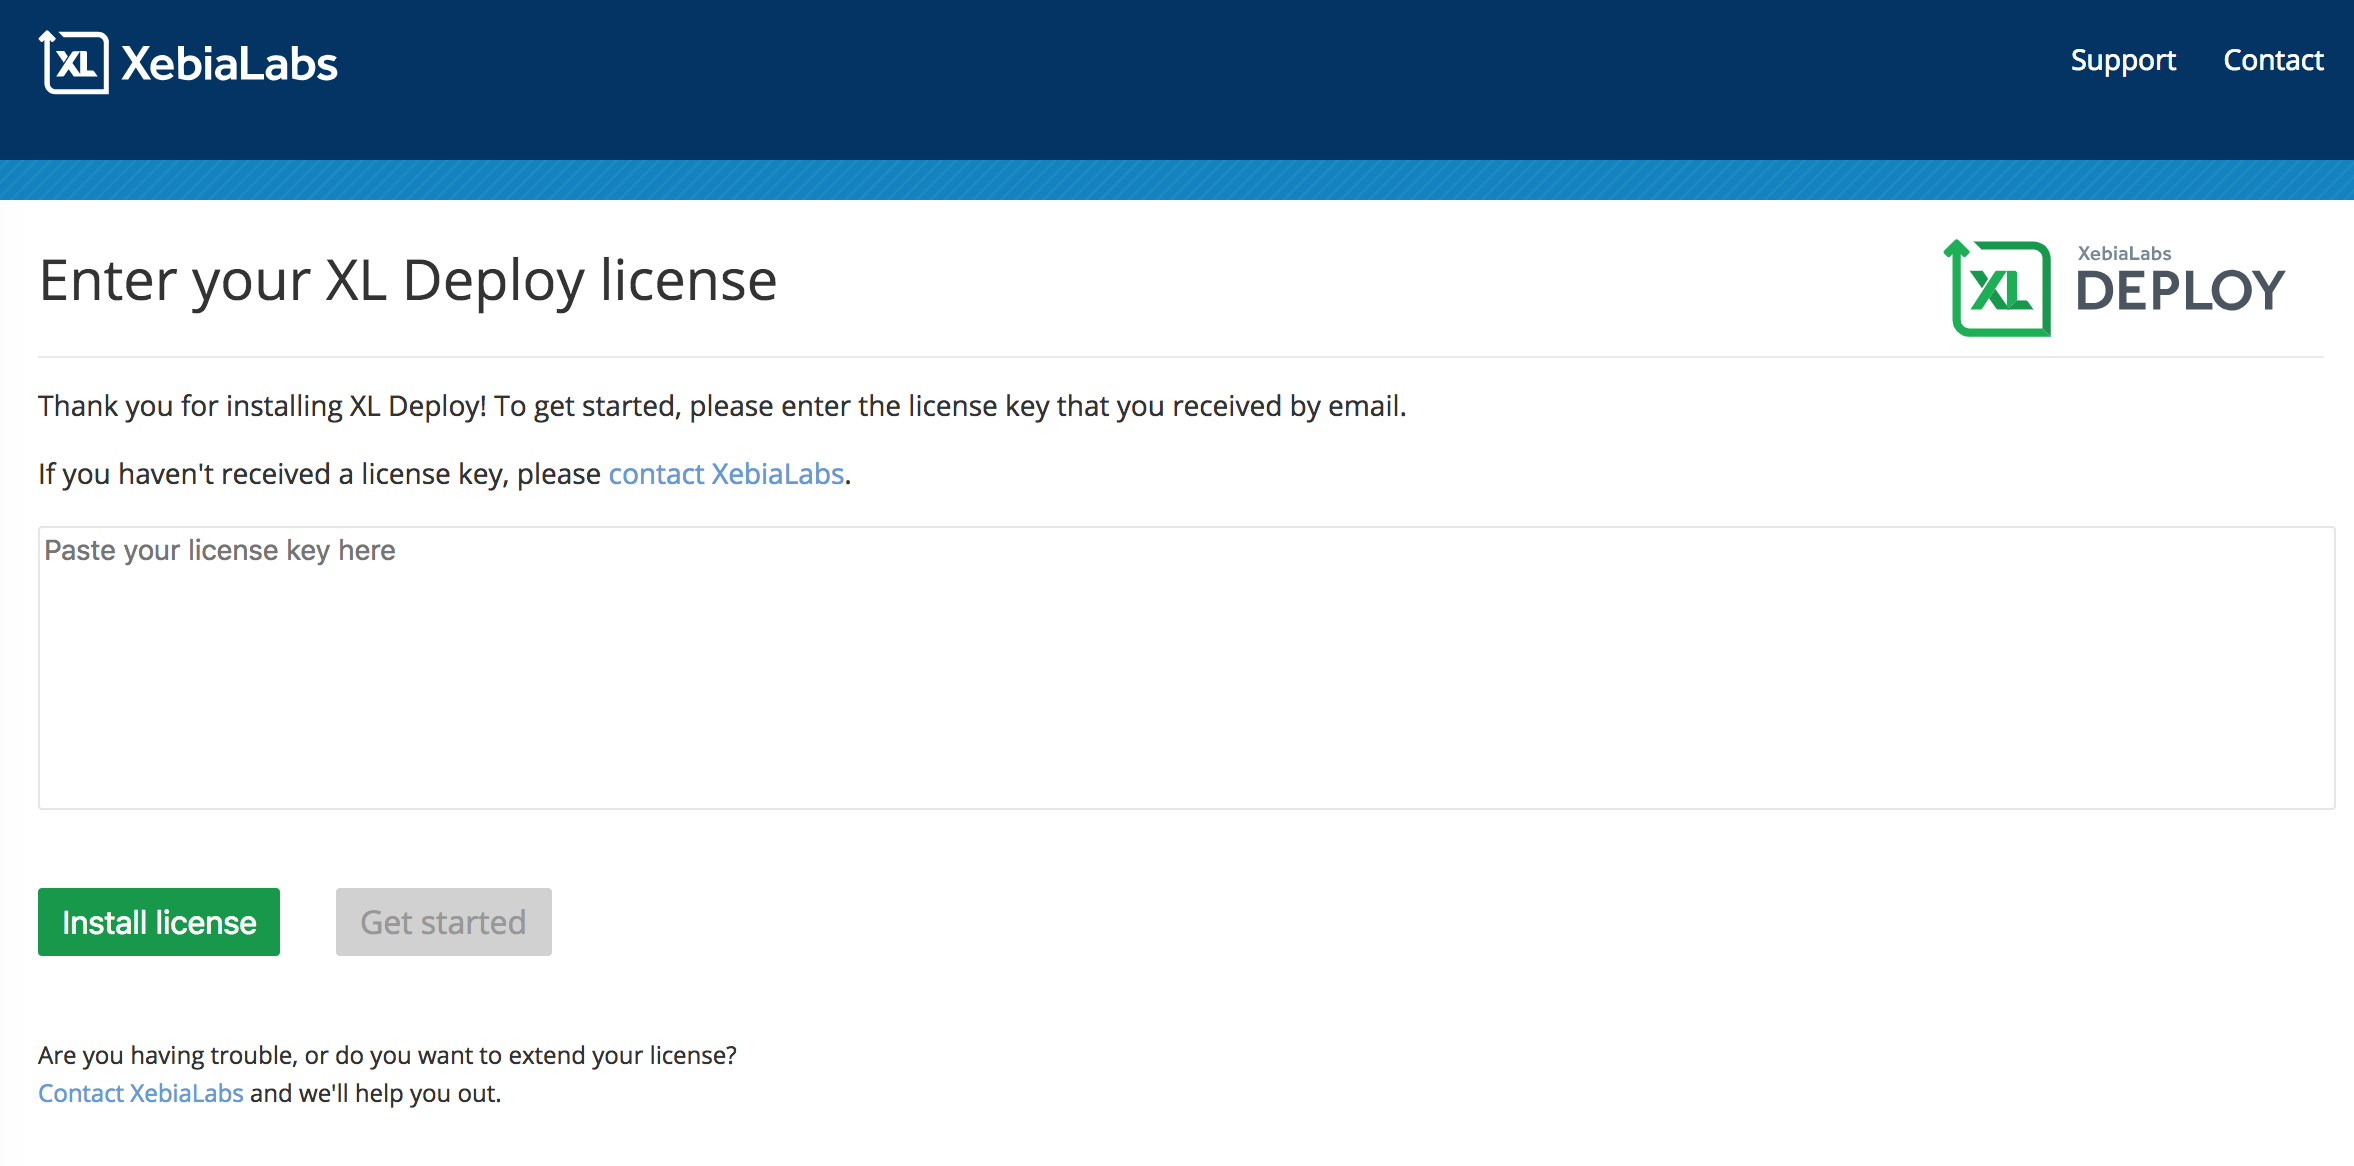 XL XebiaLabs
Support Contact
Enter your XL Deploy license
XL XebiaLabs
DEPLOY
Thank you for installing XL Deploy! To get started, please enter the license key that you received by email.
If you haven't received a license key, please contact XebiaLabs.
Paste your license key here
Install license Get started
Are you having trouble, or do you want to extend your license?
Contact XebiaLabs and we'll help you out.